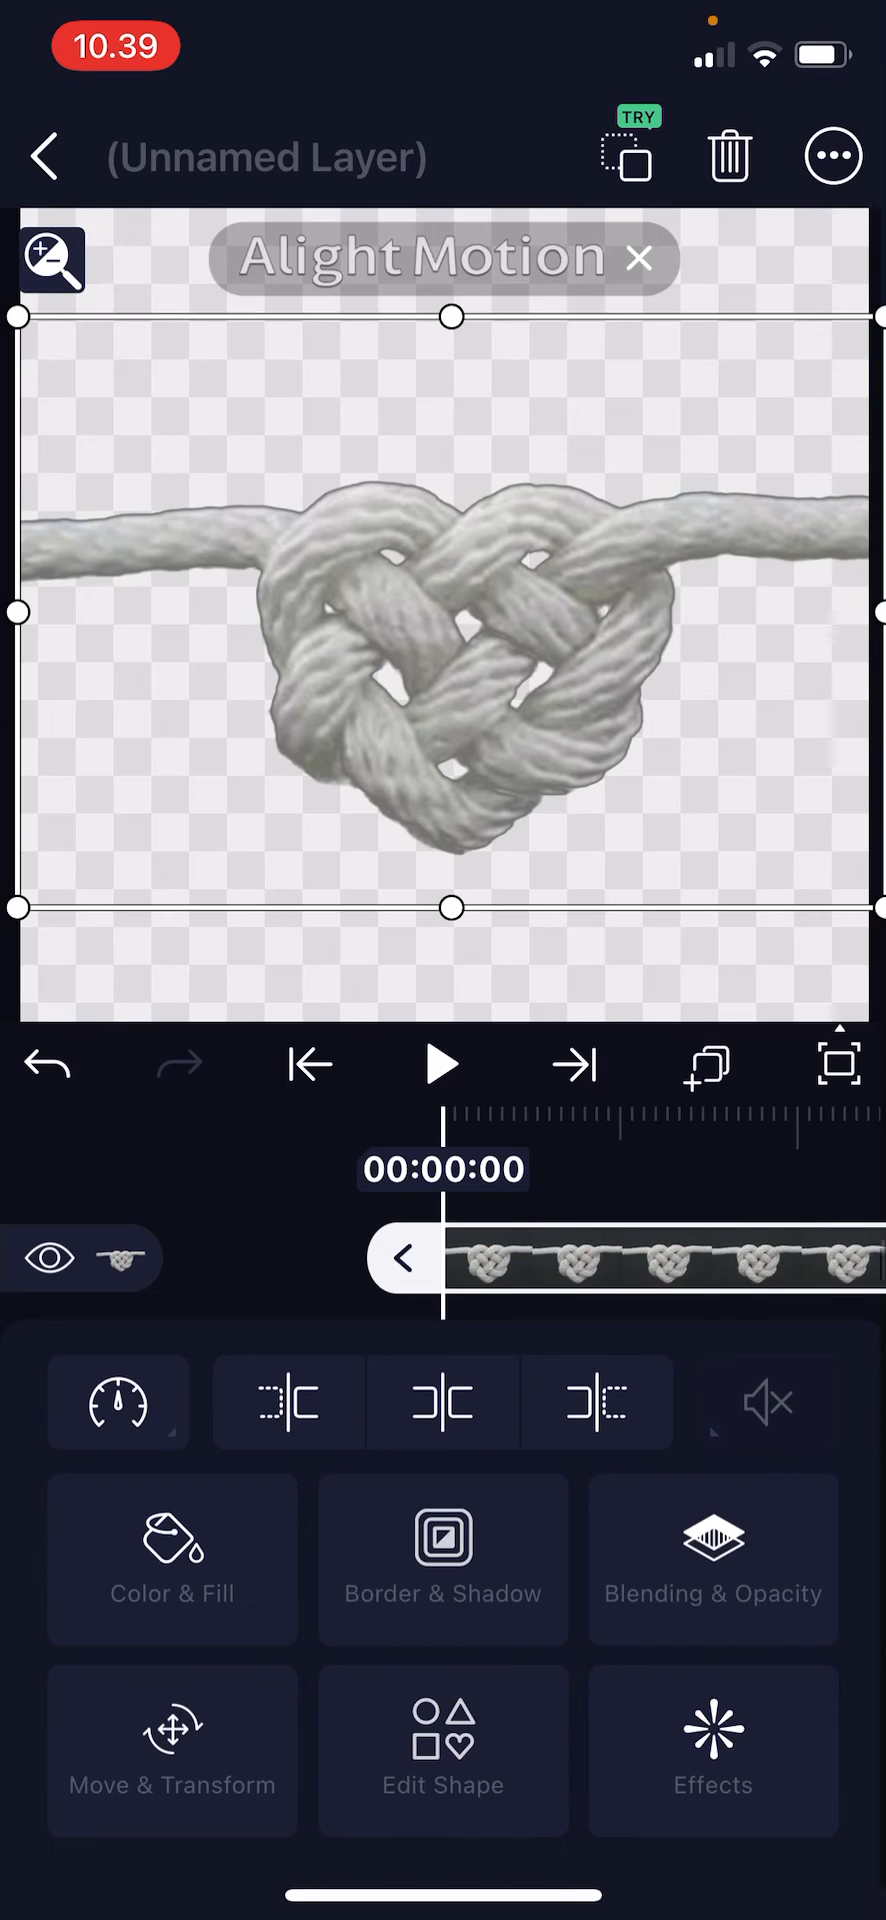 10.39
TRY
(Unnamed Layer)
Alight Motion
00:00:00
Color & Fill
Border & Shadow
Blending & Opacity
Move & Transform
Edit Shape
Effects